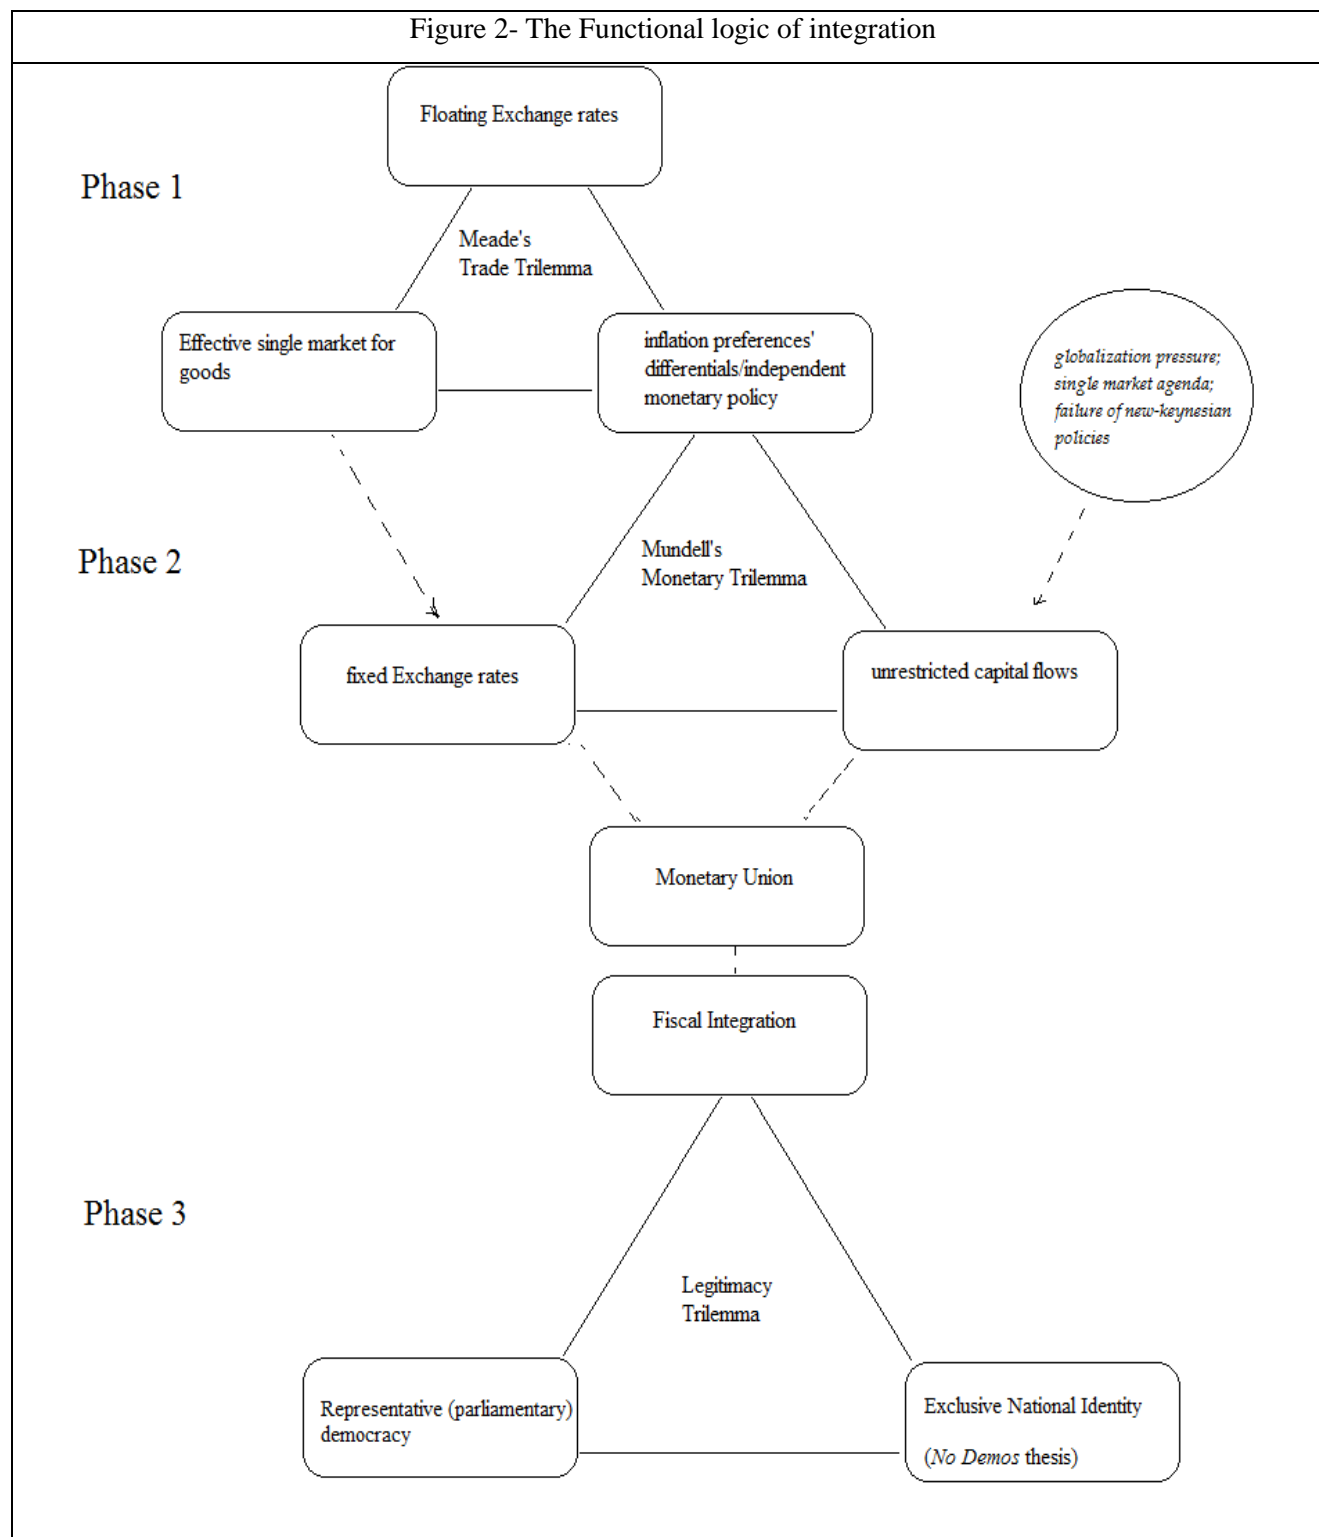 Figure 2- The Functional logic of integration
Floating Exchange rates
Phase 1
Meade's
Trade Trilemma
Effective single market for
goods
inflation preferences'
differentials/independent
monetary policy
globalization pressure;
single market agenda;
failure of new-keynesian
policies
Phase 2
Mundell's
Monetary Trilemma
fixed Exchange rates
unrestricted capital flows
Monetary Union
Fiscal Integration
Phase 3
Legitimacy
Trilemma
Representative (parliamentary)
democracy
Exclusive National Identity
(No Demos thesis)